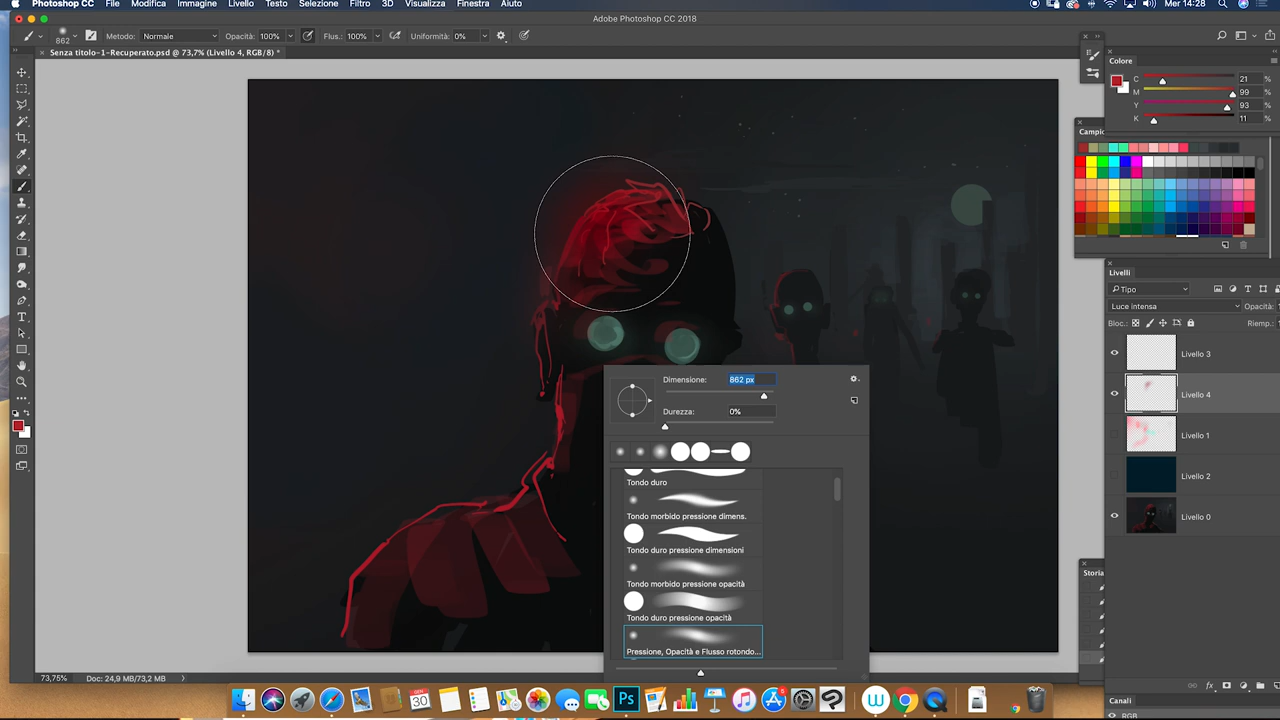 Photoshop CC File Modifica Immagine Livello Testo Selezione Filtro 3D Visualizza Finestra Aiuto Mer 14:28
Adobe Photoshop CC 2018
862 Metodo: Normale Opacità: 100% Flus.: 100% Uniformità: 0%
Senza titolo-1-Recuperato.psd @ 73,7% (Livello 4, RGB/8) *
Colore
C 21 %
M 99 %
Y 93 %
K 11 %
Campio
Livelli
Tipo
Luce intensa Opacità:
Bloc.: Riemp.:
Livello 3
Livello 4
Livello 1
Livello 2
Livello 0
Dimensione: 862 px
Durezza: 0%
Tondo duro
Tondo morbido pressione dimens.
Tondo duro pressione dimensioni
Tondo morbido pressione opacità
Tondo duro pressione opacità
Pressione, Opacità e Flusso rotondo...
Storia
73,75% Doc: 24,9 MB/73,2 MB
30
Ps
Canali
RGB